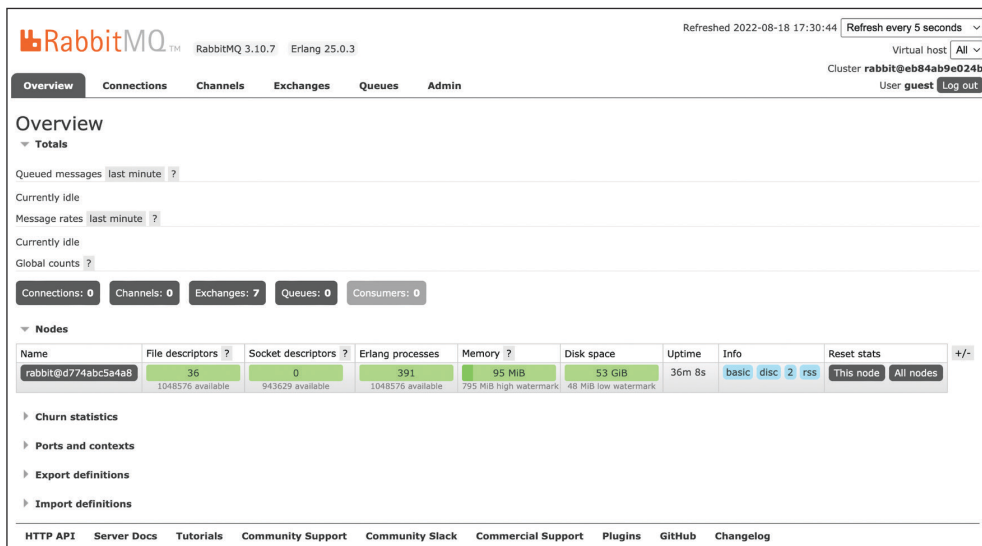 RabbitMQ TM RabbitMQ 3.10.7 Erlang 25.0.3
Refreshed 2022-08-18 17:30:44 Refresh every 5 seconds
Virtual host All
Cluster rabbit@eb84ab9e024b
User guest Log out
Overview Connections Channels Exchanges Queues Admin
Overview
Totals
Queued messages last minute ?
Currently idle
Message rates last minute ?
Currently idle
Global counts ?
Connections: 0 Channels: 0 Exchanges: 7 Queues: 0 Consumers: 0
Nodes
Name File descriptors ? Socket descriptors ? Erlang processes Memory ? Disk space Uptime Info Reset stats +/-
rabbit@d774abc5a4a8 36 0 391 95 MiB 53 GiB 36m 8s basic disc 2 rss This node All nodes
1048576 available 943629 available 1048576 available 795 MiB high watermark 48 MiB low watermark
Churn statistics
Ports and contexts
Export definitions
Import definitions
HTTP API Server Docs Tutorials Community Support Community Slack Commercial Support Plugins GitHub Changelog